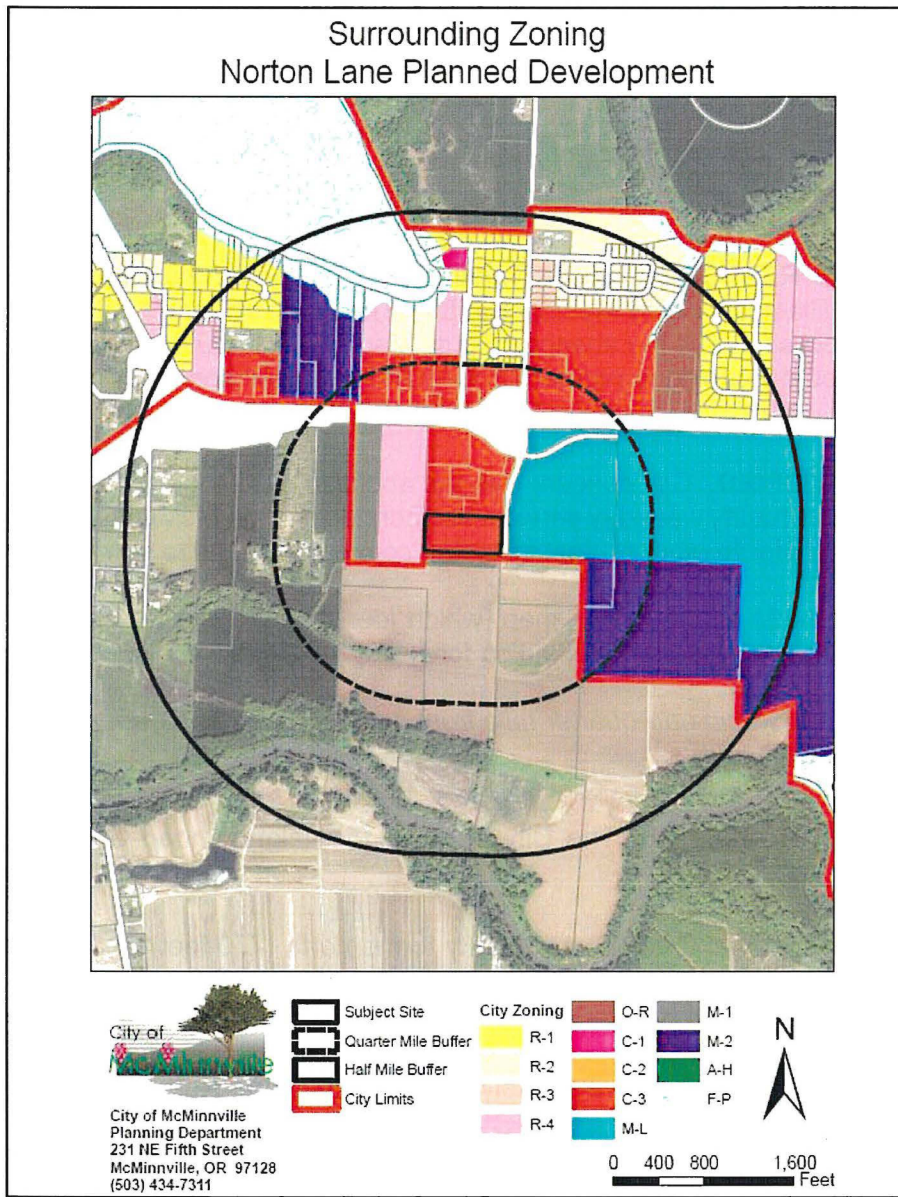 Surrounding Zoning
Norton Lane Planned Development
City of
McMinnville
City of McMinnville
Planning Department
231 NE Fifth Street
McMinnville, OR 97128
(503) 434-7311
Subject Site
Quarter Mile Buffer
Half Mile Buffer
City Limits
City Zoning
R-1
R-2
R-3
R-4
O-R
C-1
C-2
C-3
M-L
M-1
M-2
A-H
F-P
N
0 400 800 1,600
Feet